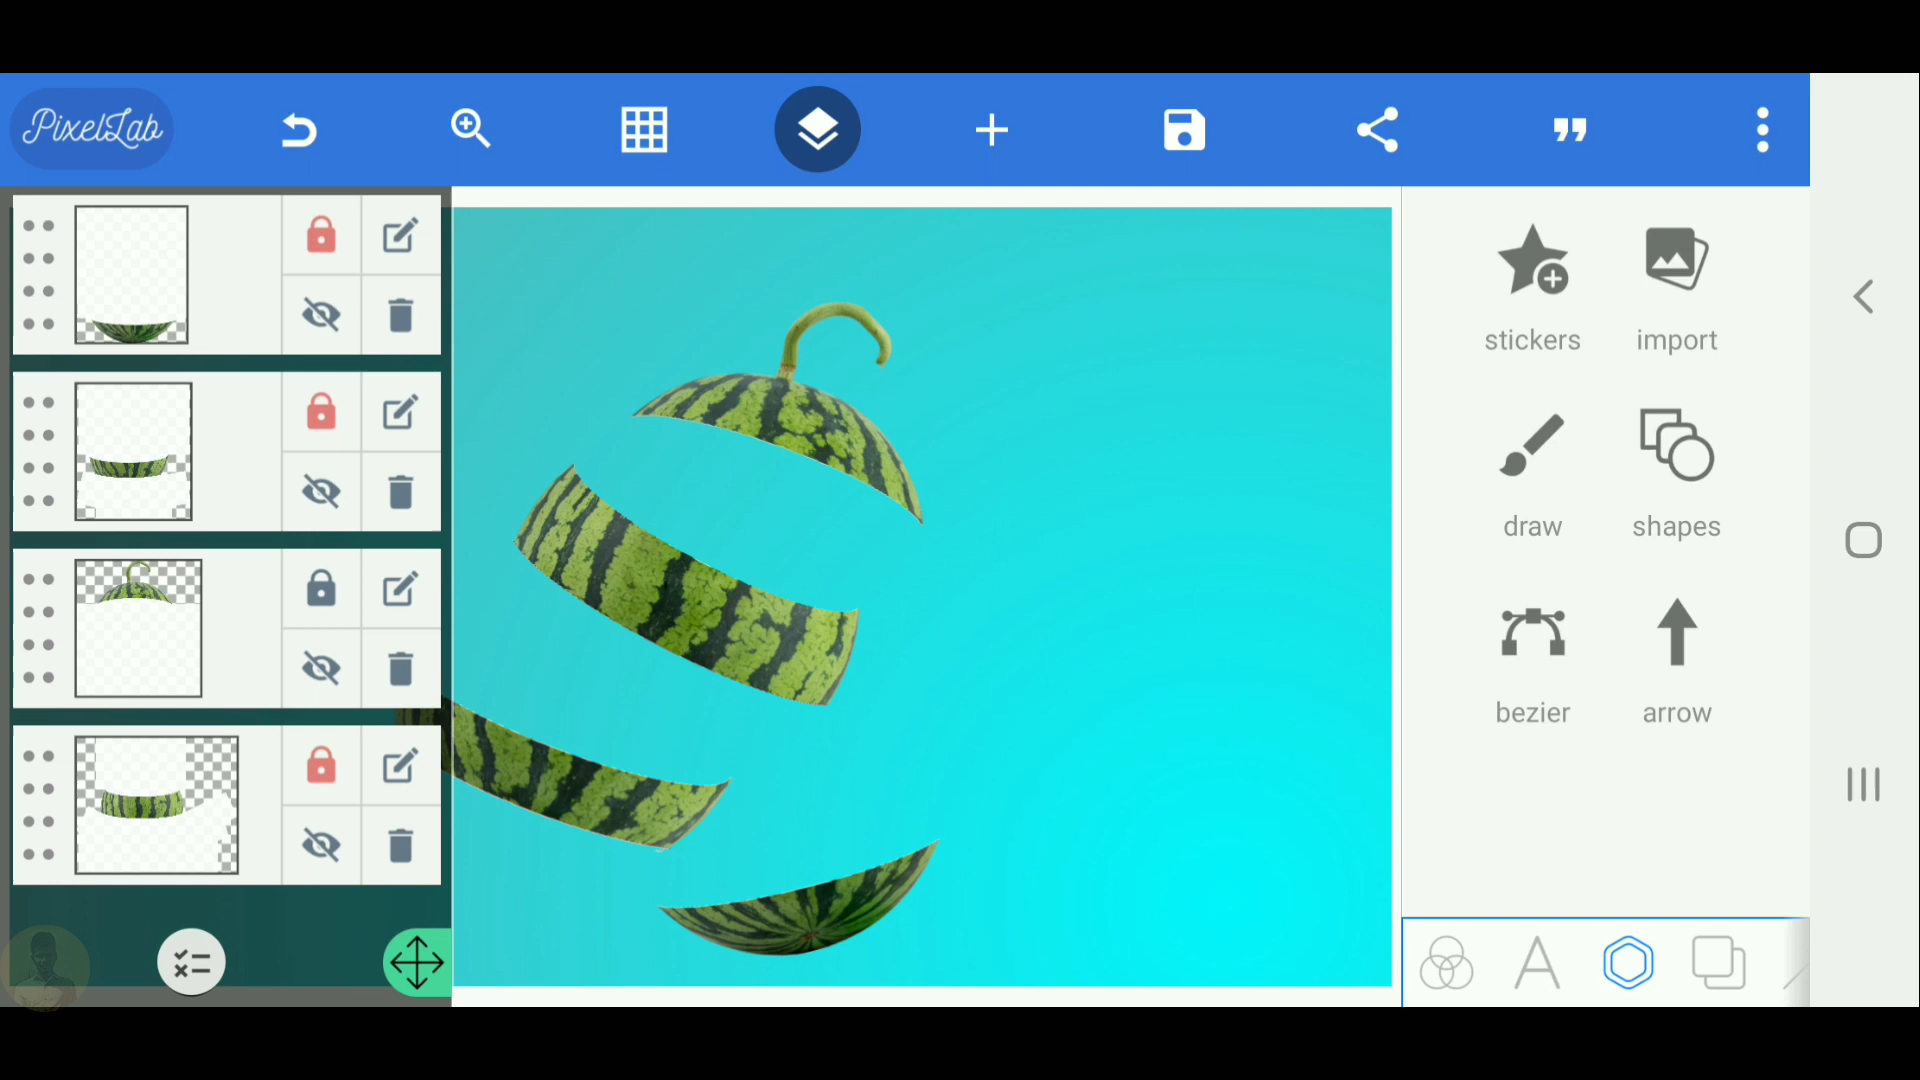 PixelLab
stickers
import
draw
shapes
bezier
arrow